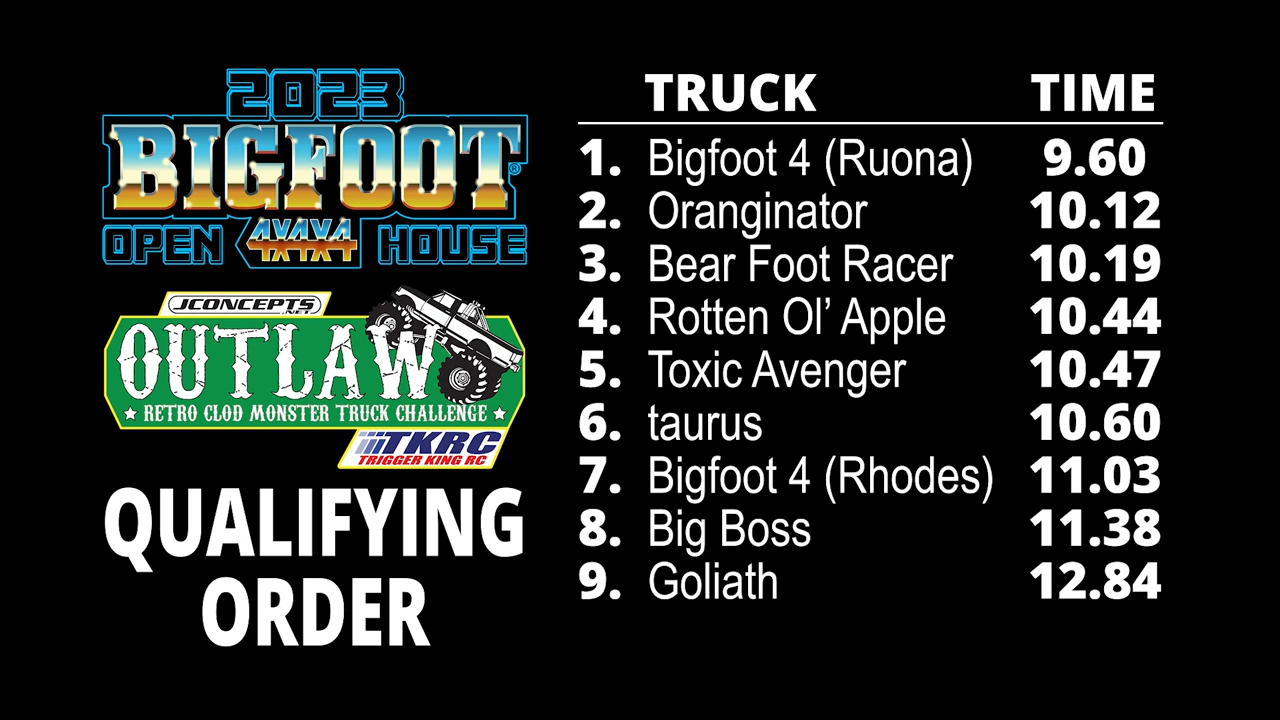 2023
BIGFOOT®
OPEN 4X4X4 HOUSE
JCONCEPTS
.NET
OUTLAW
RETRO CLOD MONSTER TRUCK CHALLENGE
TKRC
TRIGGER KING RC
QUALIFYING
ORDER
TRUCK TIME
1. Bigfoot 4 (Ruona) 9.60
2. Oranginator 10.12
3. Bear Foot Racer 10.19
4. Rotten Ol’ Apple 10.44
5. Toxic Avenger 10.47
6. taurus 10.60
7. Bigfoot 4 (Rhodes) 11.03
8. Big Boss 11.38
9. Goliath 12.84